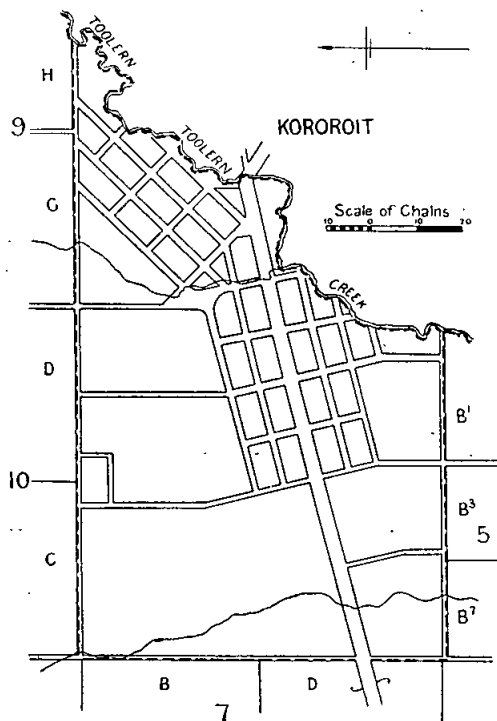 TOOLERN
H
9
TOOLERN
KOROROIT
G
Scale of Chains
10 0 10 20
CREEK
D
B¹
10
B³
5
C
B⁷
B
D
7